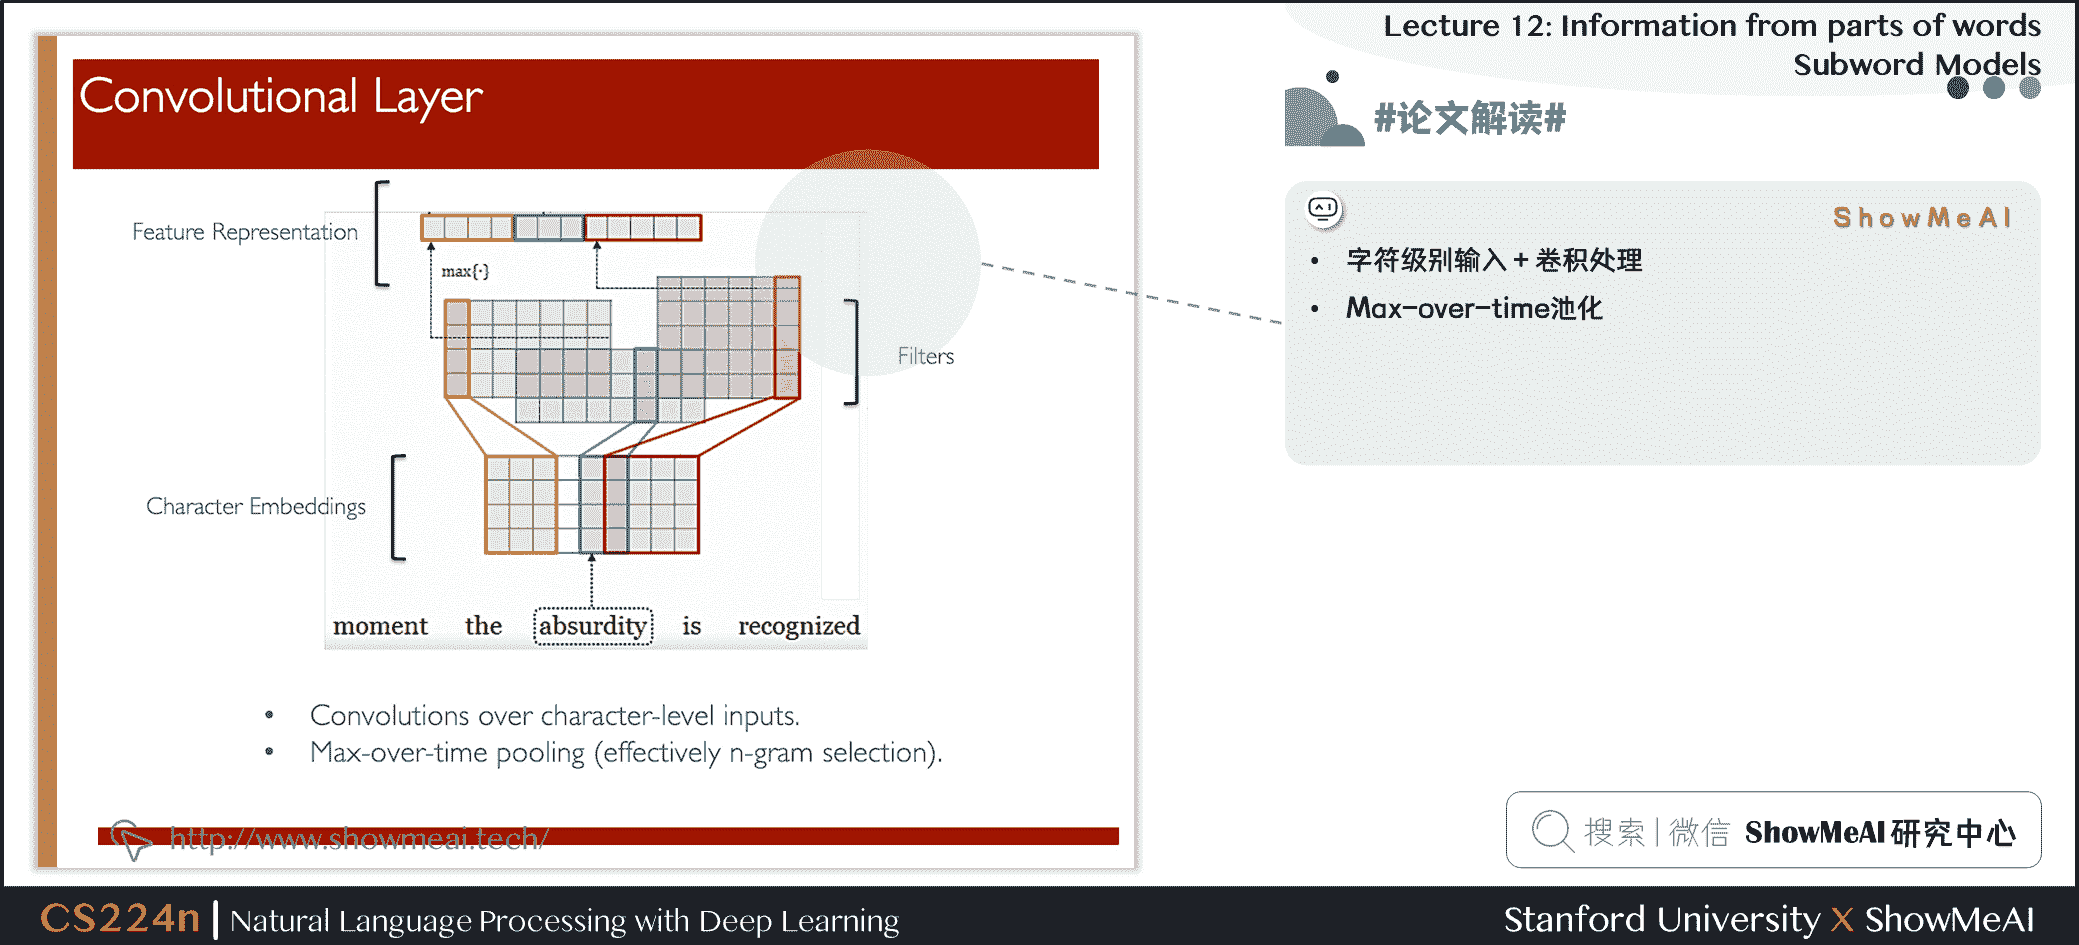 Lecture 12: Information from parts of words
Subword Models
#论文解读#
Convolutional Layer
Feature Representation
max{·}
Filters
Character Embeddings
moment the absurdity is recognized
• Convolutions over character-level inputs.
• Max-over-time pooling (effectively n-gram selection).
http://www.showmeai.tech/
ShowMeAI
• 字符级别输入 + 卷积处理
• Max-over-time池化
搜索 | 微信 ShowMeAI 研究中心
CS224n | Natural Language Processing with Deep Learning
Stanford University X ShowMeAI